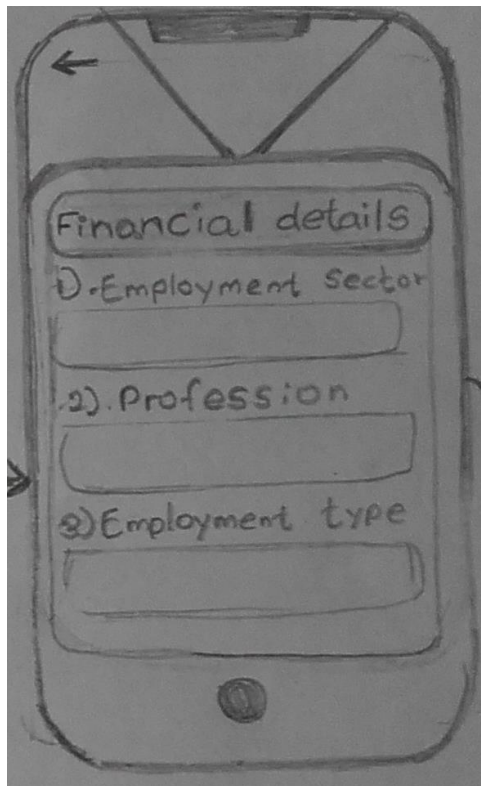 Financial details
1).Employment sector
2).Profession
3)Employment type